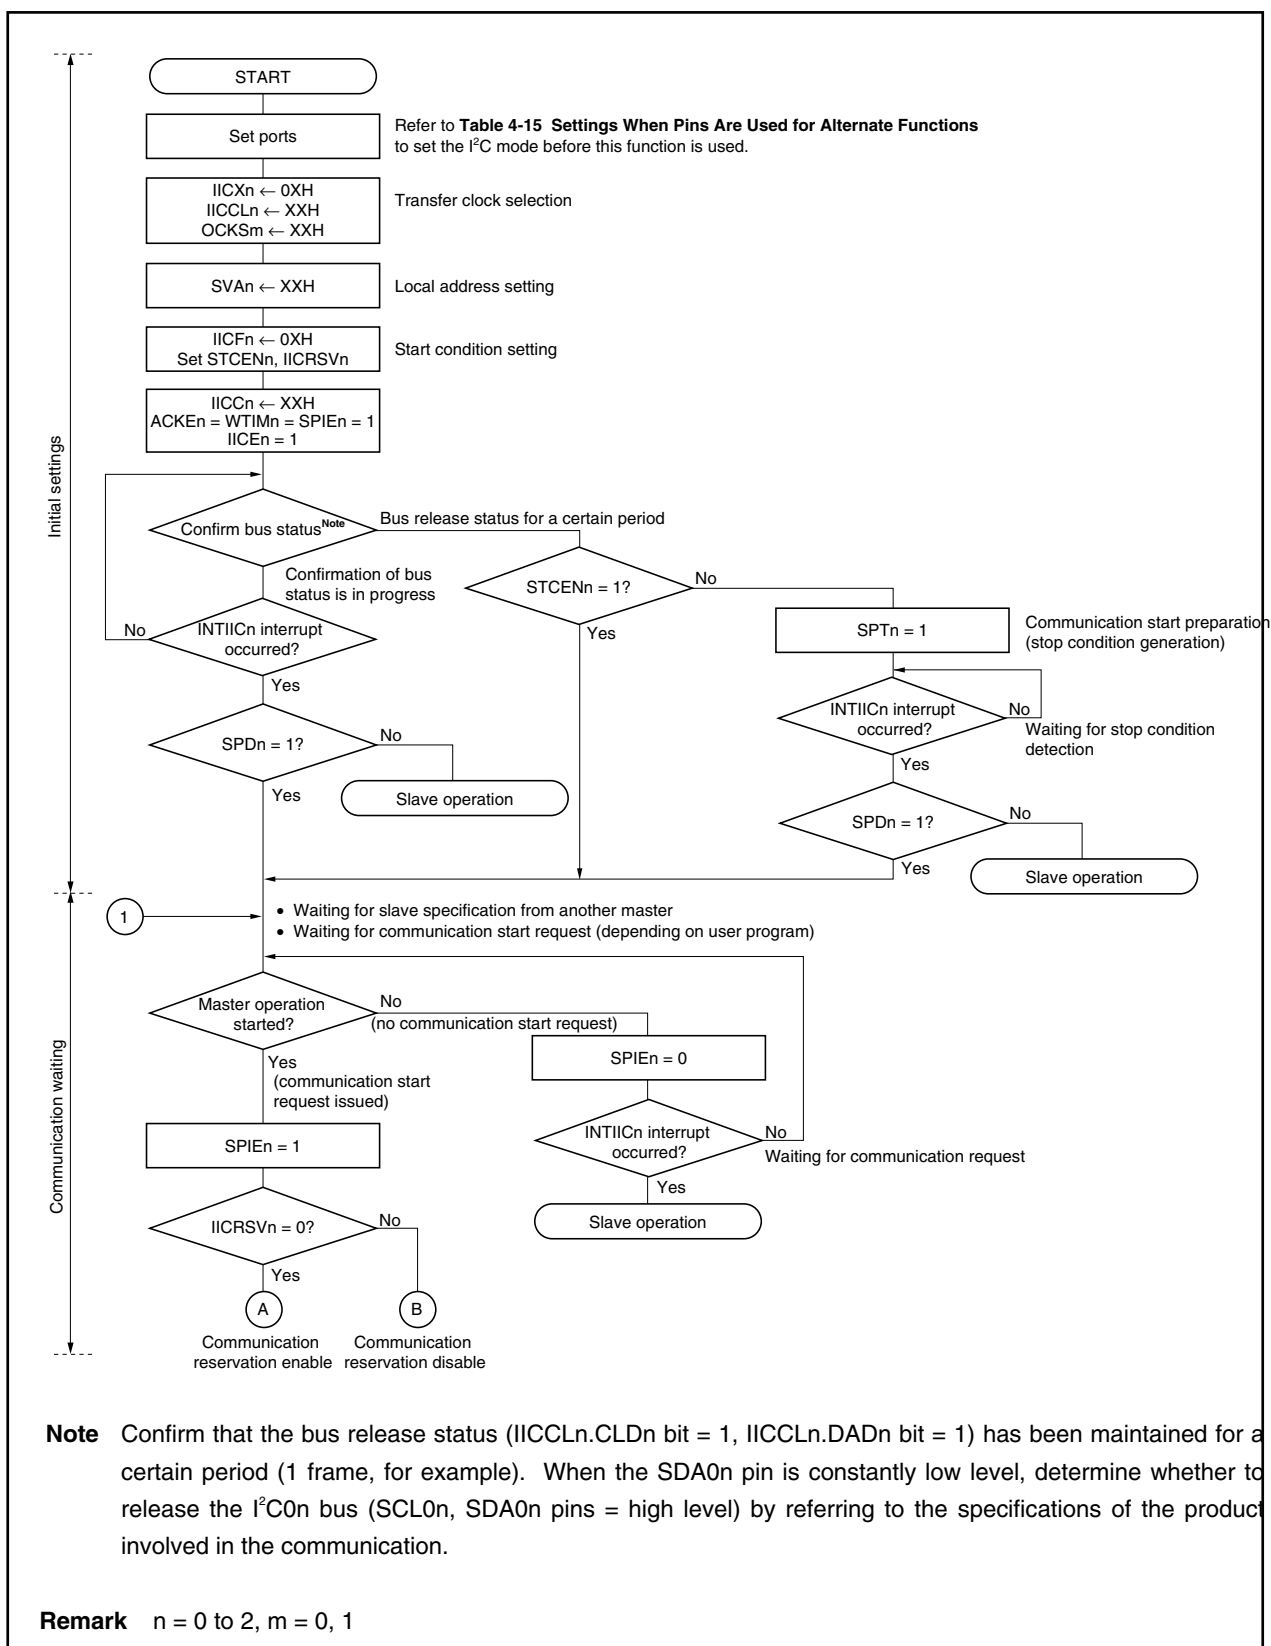 START
Set ports
Refer to Table 4-15 Settings When Pins Are Used for Alternate Functions
to set the I²C mode before this function is used.
IICXn ← 0XH
IICCLn ← XXH
OCKSm ← XXH
Transfer clock selection
SVAn ← XXH
Local address setting
IICFn ← 0XH
Set STCENn, IICRSVn
Start condition setting
IICCn ← XXH
ACKEn = WTIMn = SPIEn = 1
IICEn = 1
Initial settings
Confirm bus status Note
Bus release status for a certain period
Confirmation of bus
status is in progress
STCENn = 1?
No
Yes
SPTn = 1
Communication start preparation
(stop condition generation)
No
INTIICn interrupt
occurred?
Yes
INTIICn interrupt
occurred?
No
Waiting for stop condition
detection
Yes
SPDn = 1?
No
Yes
Slave operation
SPDn = 1?
No
Yes
Slave operation
1
• Waiting for slave specification from another master
• Waiting for communication start request (depending on user program)
Communication waiting
Master operation
started?
No
(no communication start request)
Yes
(communication start
request issued)
SPIEn = 0
INTIICn interrupt
occurred?
No
Waiting for communication request
Yes
Slave operation
SPIEn = 1
IICRSVn = 0?
No
Yes
A
B
Communication
reservation enable
Communication
reservation disable
Note Confirm that the bus release status (IICCLn.CLDn bit = 1, IICCLn.DADn bit = 1) has been maintained for a
certain period (1 frame, for example). When the SDA0n pin is constantly low level, determine whether to
release the I²C0n bus (SCL0n, SDA0n pins = high level) by referring to the specifications of the product
involved in the communication.
Remark n = 0 to 2, m = 0, 1